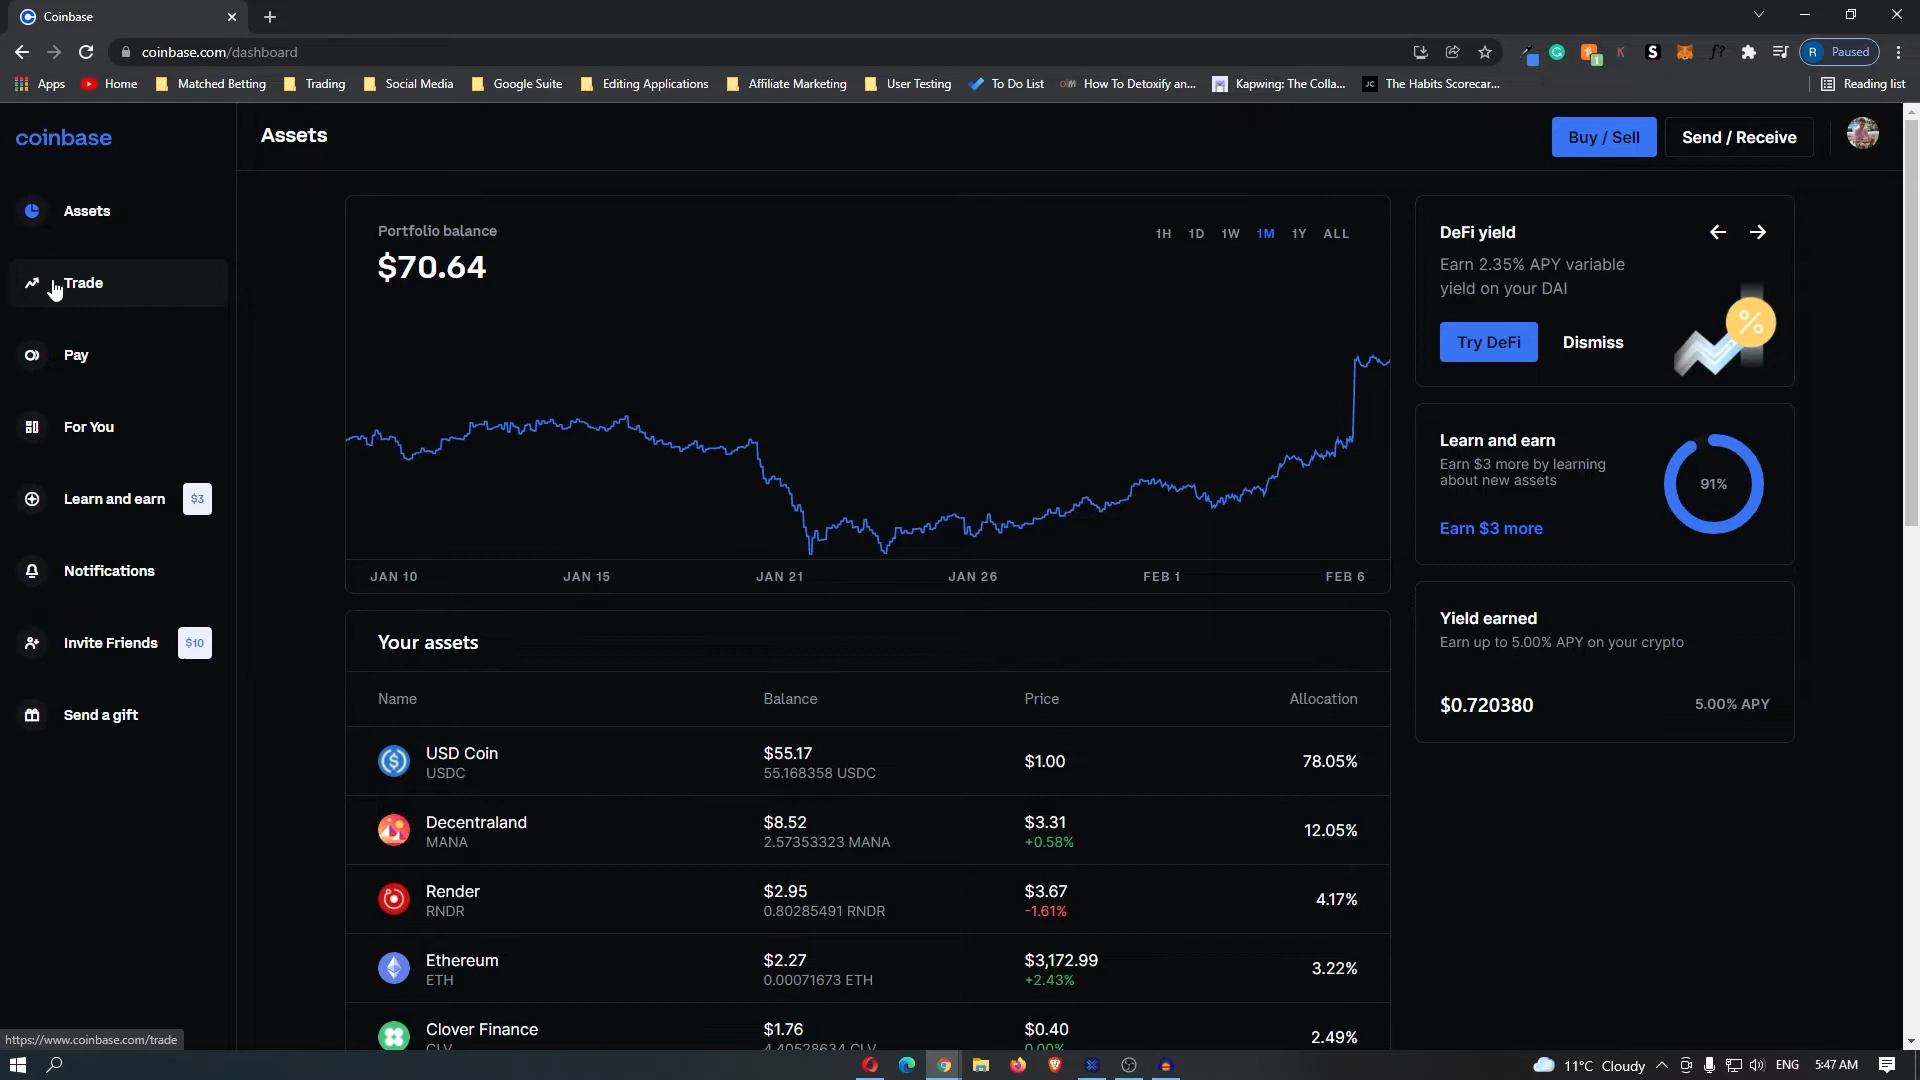 Coinbase
coinbase.com/dashboard
Paused
Apps
Home
Matched Betting
Trading
Social Media
Google Suite
Editing Applications
Affiliate Marketing
User Testing
To Do List
How To Detoxify an...
Kapwing: The Colla...
The Habits Scorecar...
Reading list
coinbase
Assets
Trade
Pay
For You
Learn and earn
$3
Notifications
Invite Friends
$10
Send a gift
https://www.coinbase.com/trade
Assets
Buy / Sell
Send / Receive
Portfolio balance
$70.64
1H 1D 1W 1M 1Y ALL
JAN 10 JAN 15 JAN 21 JAN 26 FEB 1 FEB 6
Your assets
Name Balance Price Allocation
USD Coin $55.17 $1.00 78.05%
USDC 55.168358 USDC
Decentraland $8.52 $3.31 12.05%
MANA 2.57353323 MANA +0.58%
Render $2.95 $3.67 4.17%
RNDR 0.80285491 RNDR -1.61%
Ethereum $2.27 $3,172.99 3.22%
ETH 0.00071673 ETH +2.43%
Clover Finance $1.76 $0.40 2.49%
CLV 4.40528634 CLV 0.00%
DeFi yield
Earn 2.35% APY variable
yield on your DAI
Try DeFi
Dismiss
Learn and earn
Earn $3 more by learning
about new assets
91%
Earn $3 more
Yield earned
Earn up to 5.00% APY on your crypto
$0.720380
5.00% APY
11°C Cloudy
ENG
5:47 AM